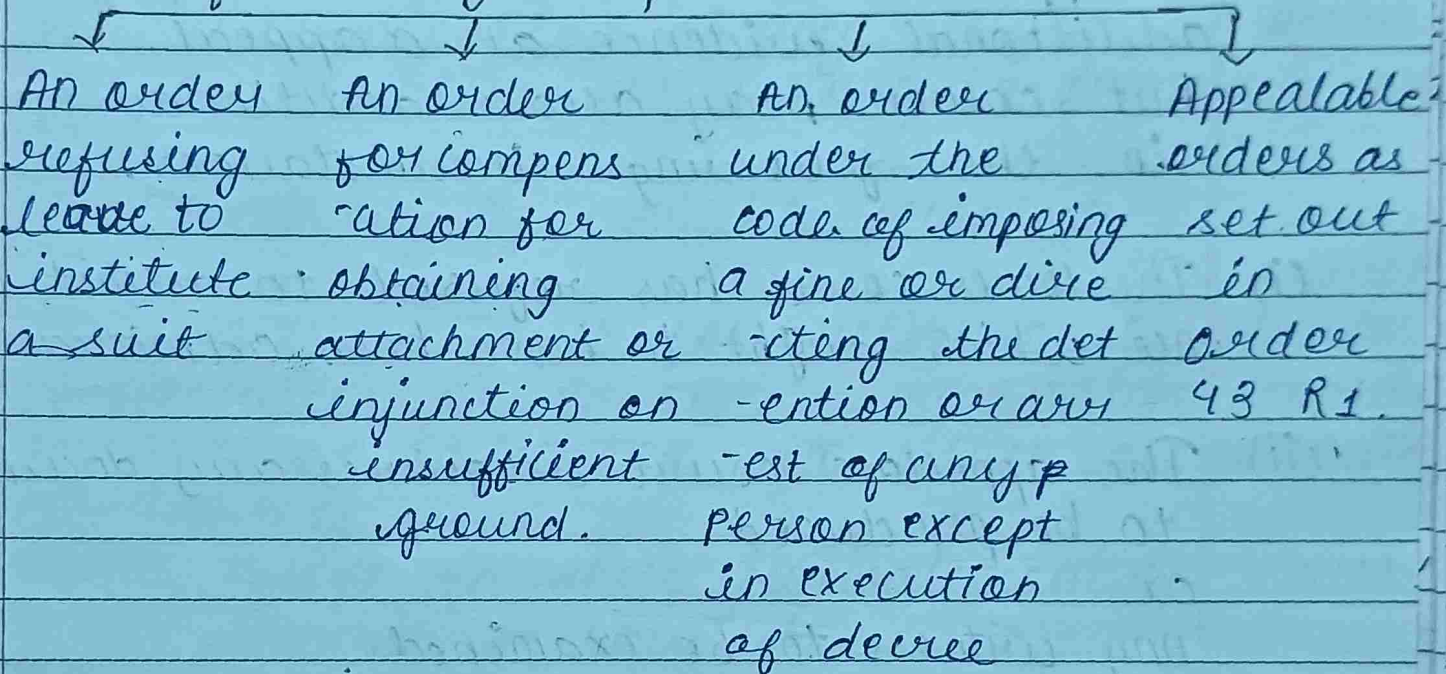 An order
refusing
leave to
institute
a suit
An order
for compens
-ation for
obtaining
attachment or
injunction on
insufficient
ground.
An order
under the
code of imposing
a fine or dire
-cting the det
-ention or arr
-est of any p
person except
in execution
of decree
Appealable
orders as
set out
in
order
43 R1.